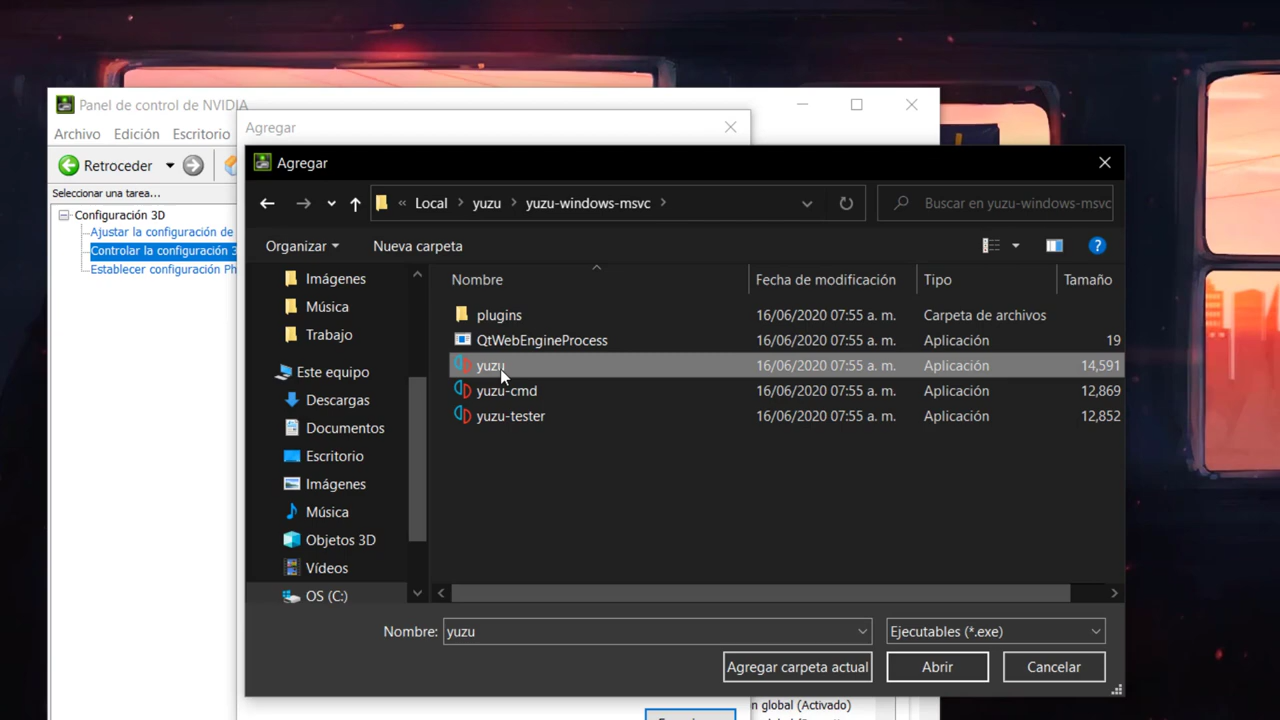 Panel de control de NVIDIA
Archivo Edición Escritorio
Agregar
Retroceder
Seleccionar una tarea...
Configuración 3D
Ajustar la configuración de
Controlar la configuración 3
Establecer configuración Ph
Agregar
« Local > yuzu > yuzu-windows-msvc >
Buscar en yuzu-windows-msvc
Organizar
Nueva carpeta
Imágenes
Música
Trabajo
Este equipo
Descargas
Documentos
Escritorio
Imágenes
Música
Objetos 3D
Vídeos
OS (C:)
Nombre Fecha de modificación Tipo Tamaño
plugins 16/06/2020 07:55 a. m. Carpeta de archivos
QtWebEngineProcess 16/06/2020 07:55 a. m. Aplicación 19
yuzu 16/06/2020 07:55 a. m. Aplicación 14,591
yuzu-cmd 16/06/2020 07:55 a. m. Aplicación 12,869
yuzu-tester 16/06/2020 07:55 a. m. Aplicación 12,852
Nombre: yuzu Ejecutables (*.exe)
Agregar carpeta actual Abrir Cancelar
n global (Activado)